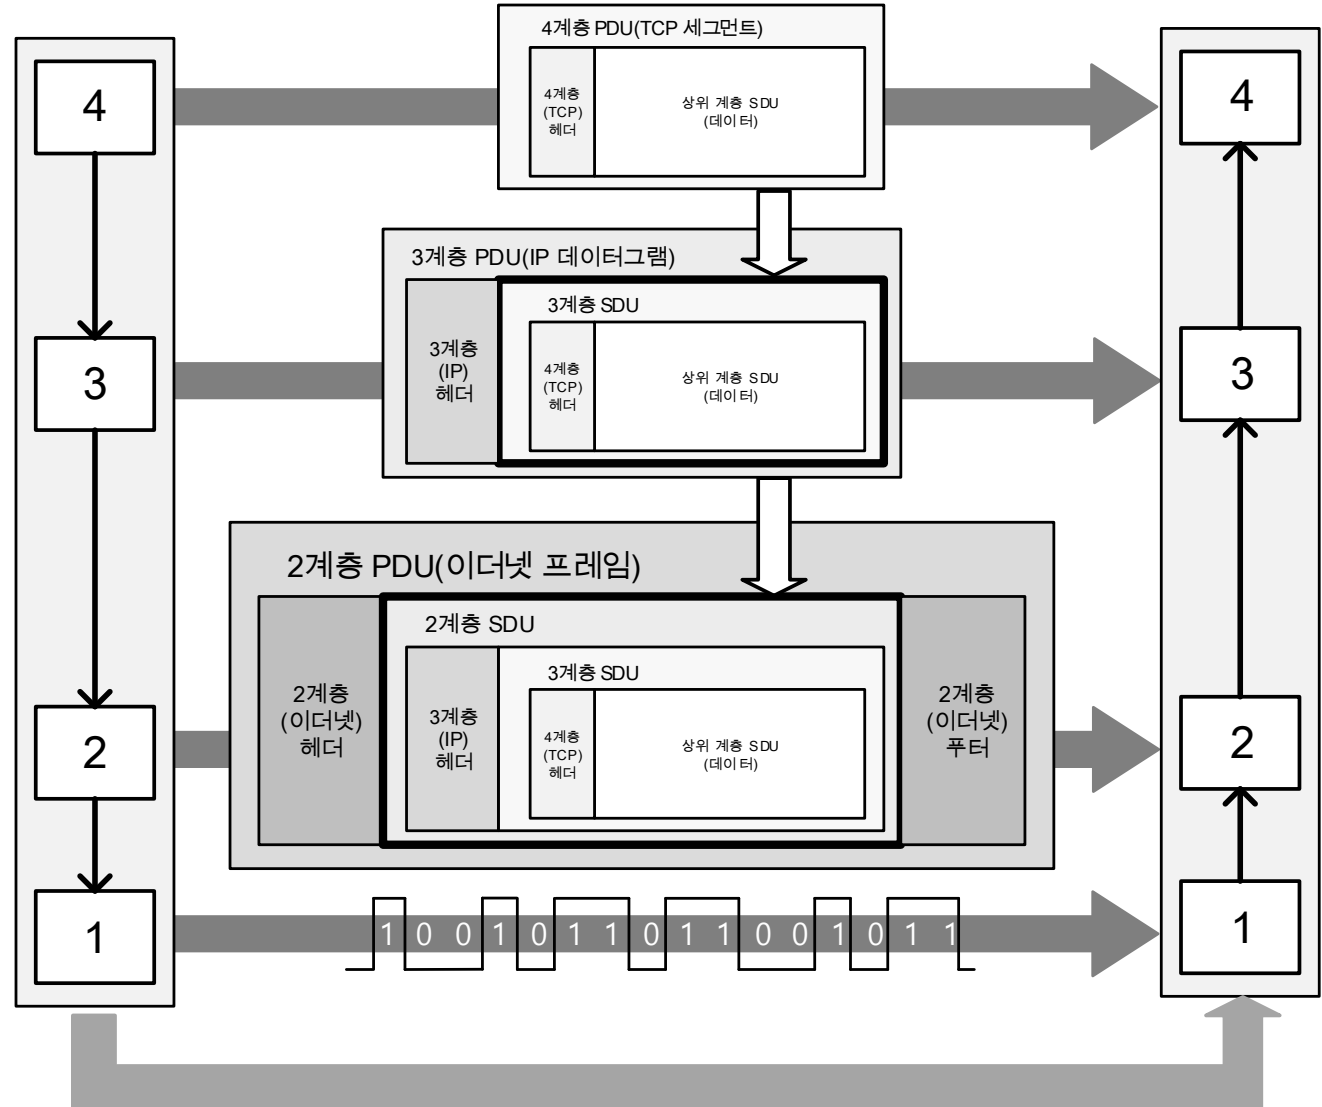 4계층 PDU(TCP 세그먼트)
4계층
(TCP)
헤더
상위 계층 SDU
(데이터)
4
4
3계층 PDU(IP 데이터그램)
3계층 SDU
3계층
(IP)
헤더
4계층
(TCP)
헤더
상위 계층 SDU
(데이터)
3
3
2계층 PDU(이더넷 프레임)
2계층 SDU
3계층 SDU
2계층
(이더넷)
헤더
3계층
(IP)
헤더
4계층
(TCP)
헤더
상위 계층 SDU
(데이터)
2계층
(이더넷)
푸터
2
2
1
1 0 0 1 0 1 1 0 1 1 0 0 1 0 1 1
1